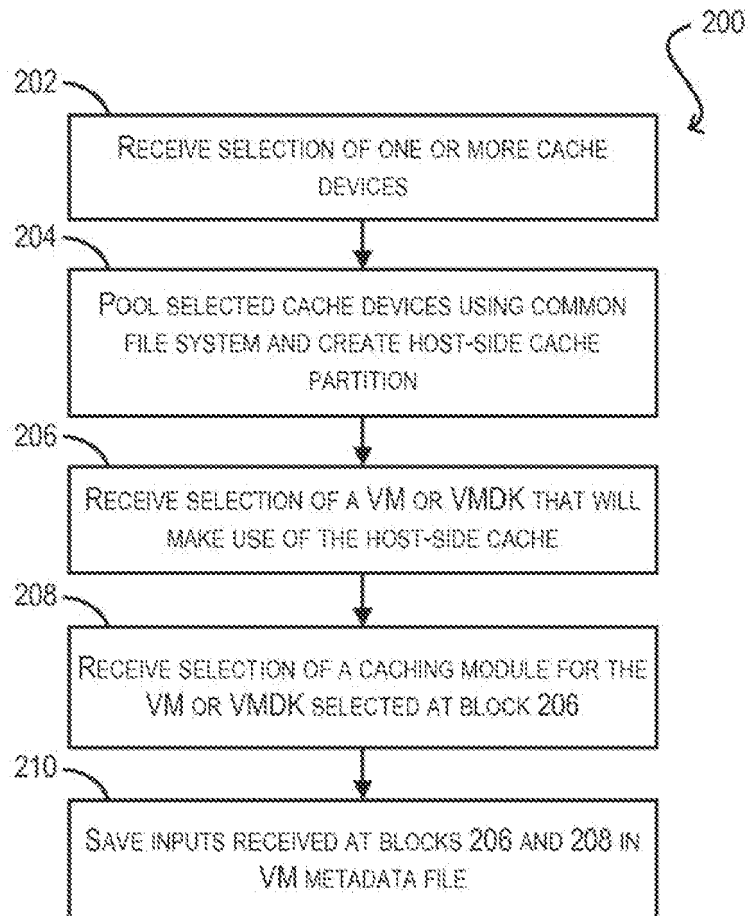 200
202
RECEIVE SELECTION OF ONE OR MORE CACHE
DEVICES
204
POOL SELECTED CACHE DEVICES USING COMMON
FILE SYSTEM AND CREATE HOST-SIDE CACHE
PARTITION
206
RECEIVE SELECTION OF A VM OR VMDK THAT WILL
MAKE USE OF THE HOST-SIDE CACHE
208
RECEIVE SELECTION OF A CACHING MODULE FOR THE
VM OR VMDK SELECTED AT BLOCK 206
210
SAVE INPUTS RECEIVED AT BLOCKS 206 AND 208 IN
VM METADATA FILE